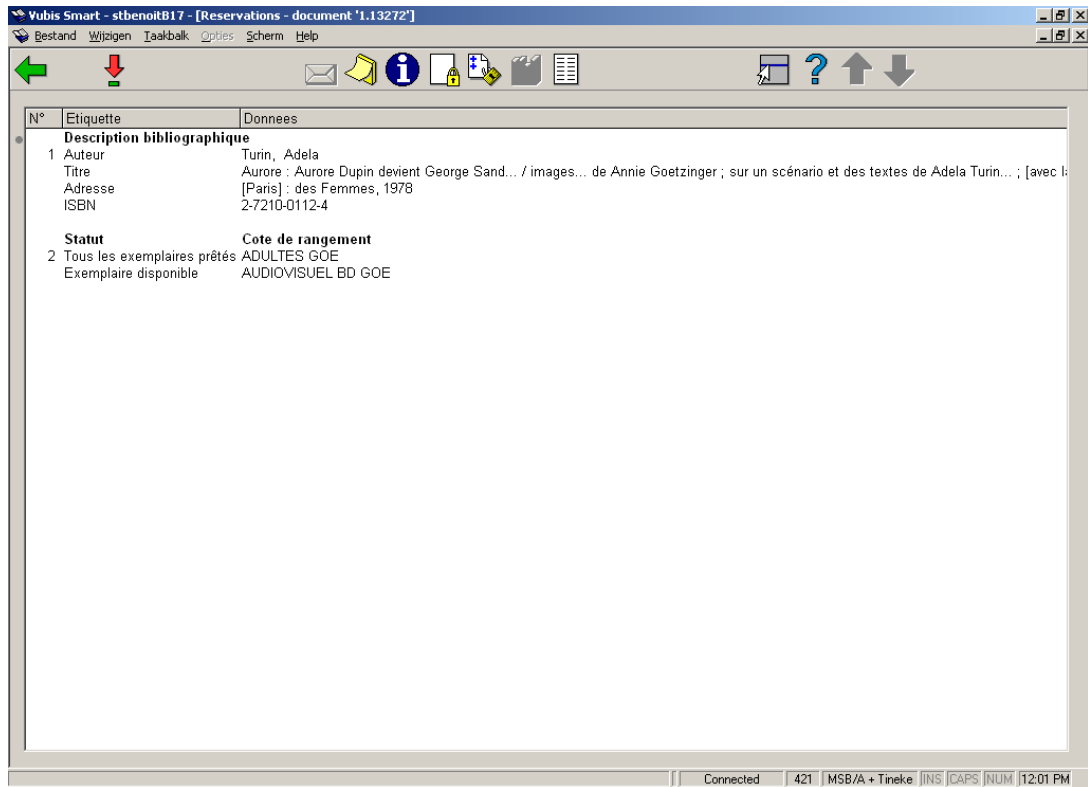 Vubis Smart - stbenoitB17 - [Reservations - document '1.13272']
Bestand Wijzigen Taakbalk Opties Scherm Help
N° Etiquette Donnees
Description bibliographique
1 Auteur Turin, Adela
Titre Aurore : Aurore Dupin devient George Sand... / images... de Annie Goetzinger ; sur un scénario et des textes de Adela Turin... ; [avec
Adresse [Paris] : des Femmes, 1978
ISBN 2-7210-0112-4
Statut Cote de rangement
2 Tous les exemplaires prêtés ADULTES GOE
Exemplaire disponible AUDIOVISUEL BD GOE
Connected 421 MSB/A + Tineke INS CAPS NUM 12:01 PM